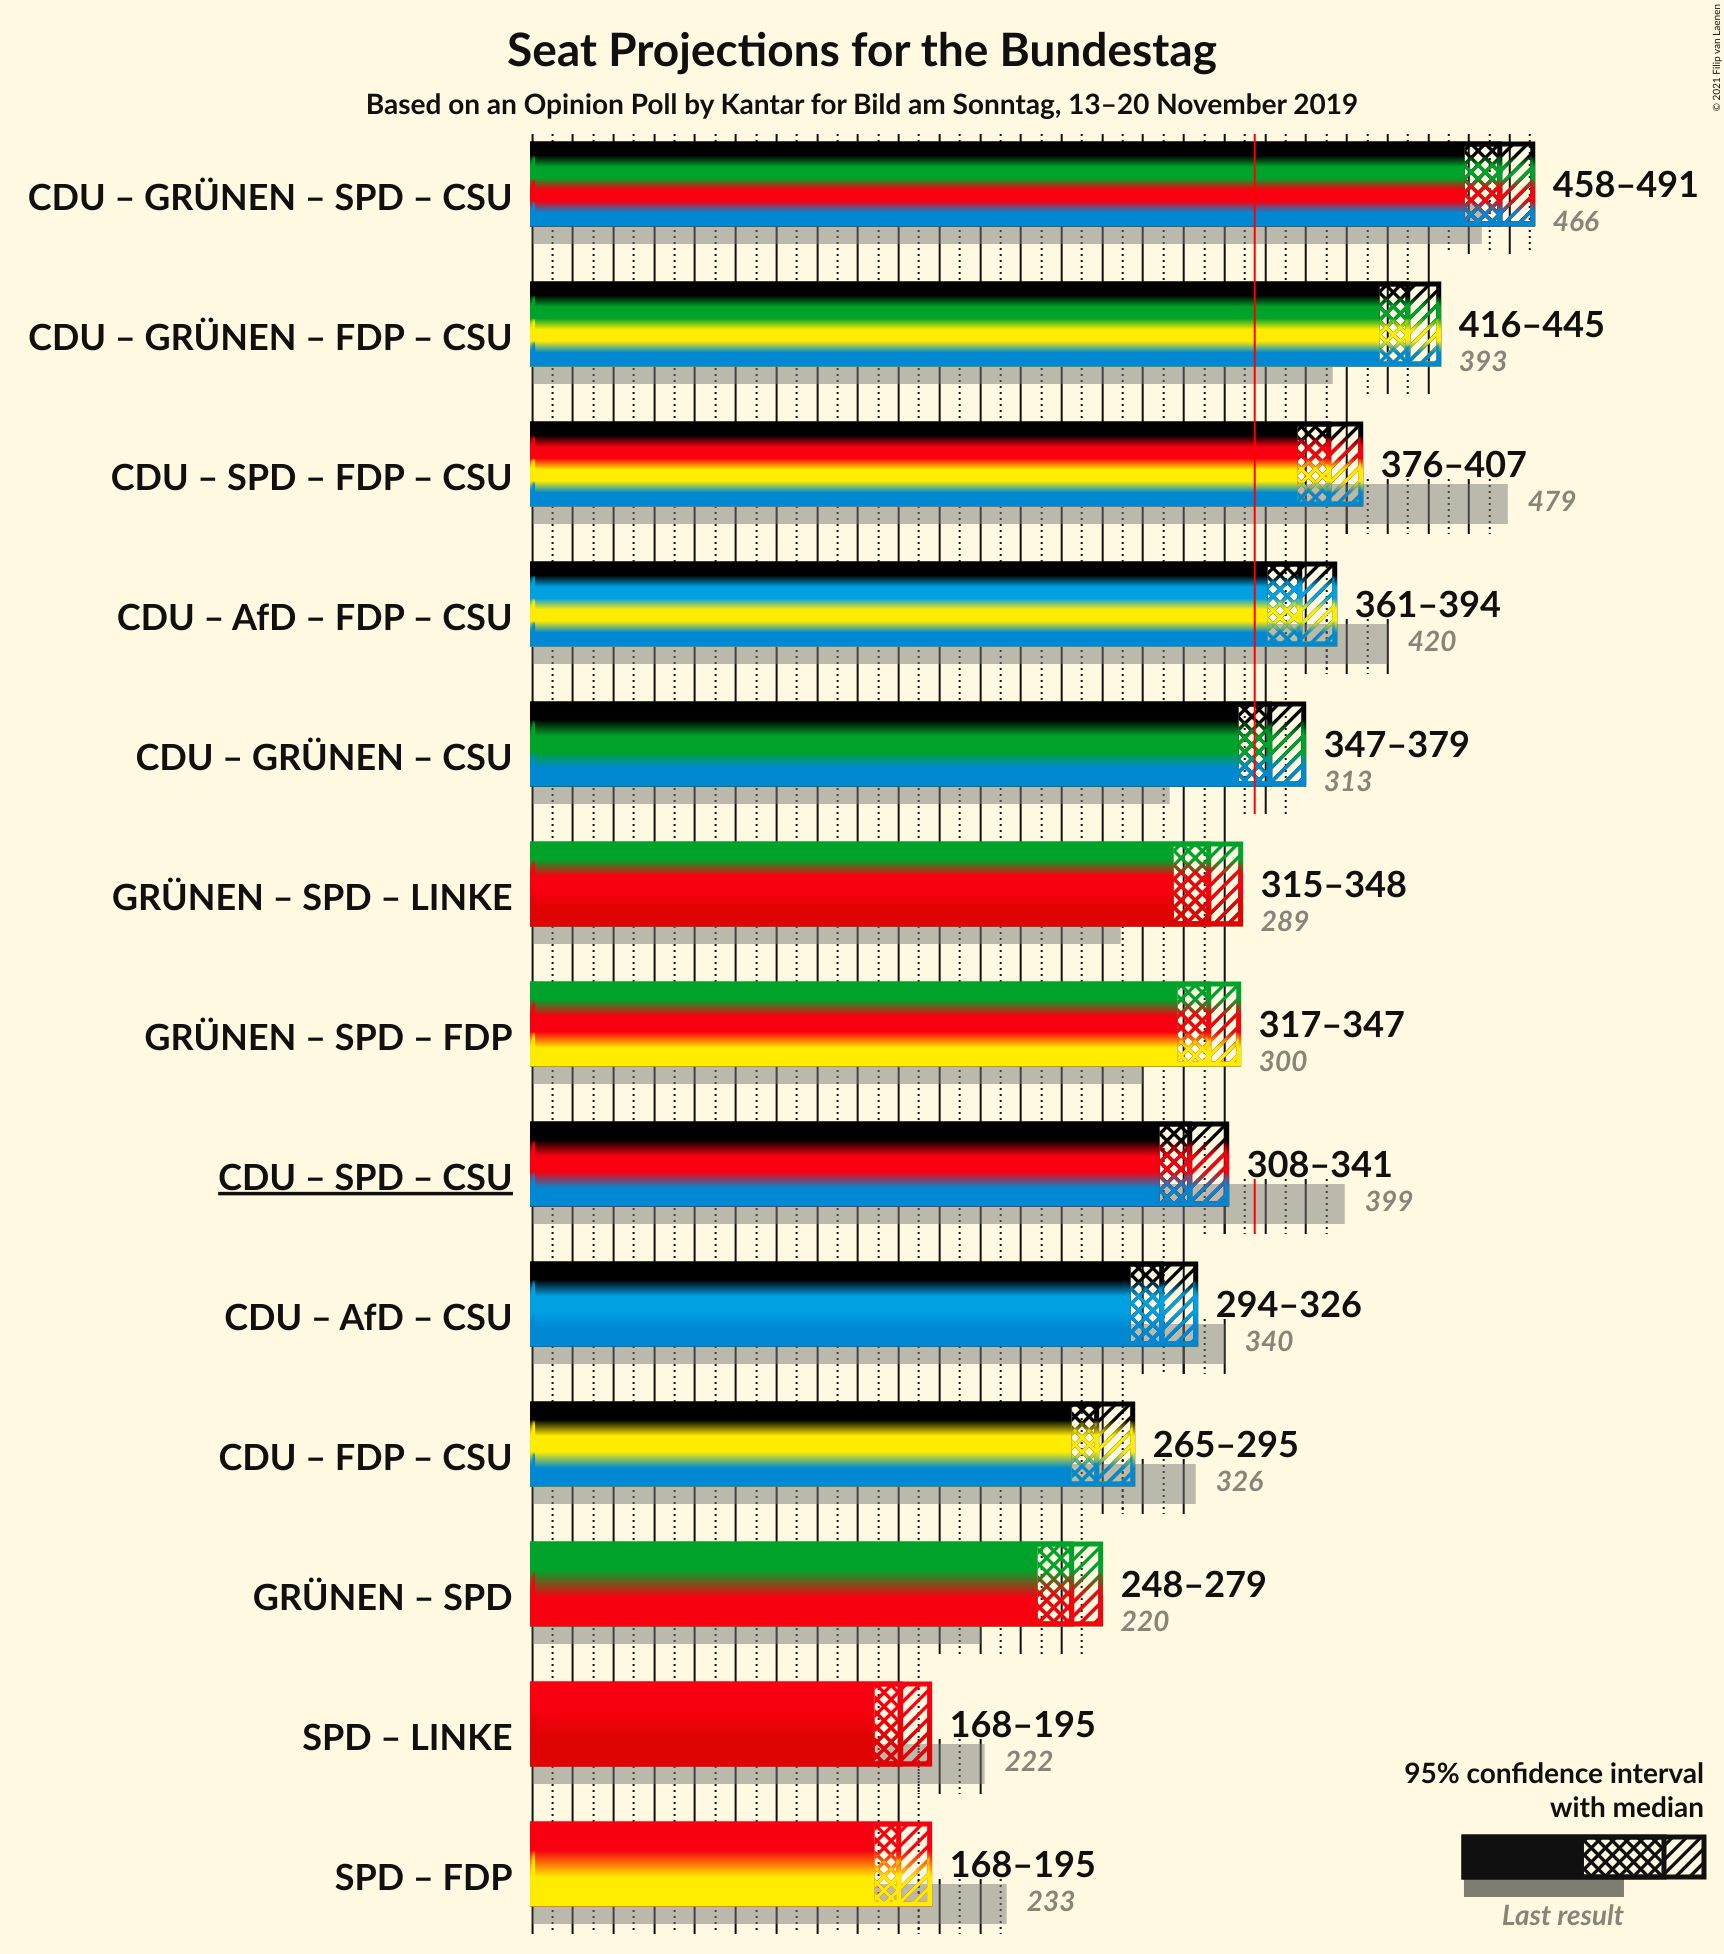 Seat Projections for the Bundestag
Based on an Opinion Poll by Kantar for Bild am Sonntag, 13–20 November 2019
© 2021 Filip van Laenen
CDU – GRÜNEN – SPD – CSU
458–491
466
CDU – GRÜNEN – FDP – CSU
416–445
393
CDU – SPD – FDP – CSU
376–407
479
CDU – AfD – FDP – CSU
361–394
420
CDU – GRÜNEN – CSU
347–379
313
GRÜNEN – SPD – LINKE
315–348
289
GRÜNEN – SPD – FDP
317–347
300
CDU – SPD – CSU
308–341
399
CDU – AfD – CSU
294–326
340
CDU – FDP – CSU
265–295
326
GRÜNEN – SPD
248–279
220
SPD – LINKE
168–195
222
SPD – FDP
168–195
233
95% confidence interval
with median
Last result